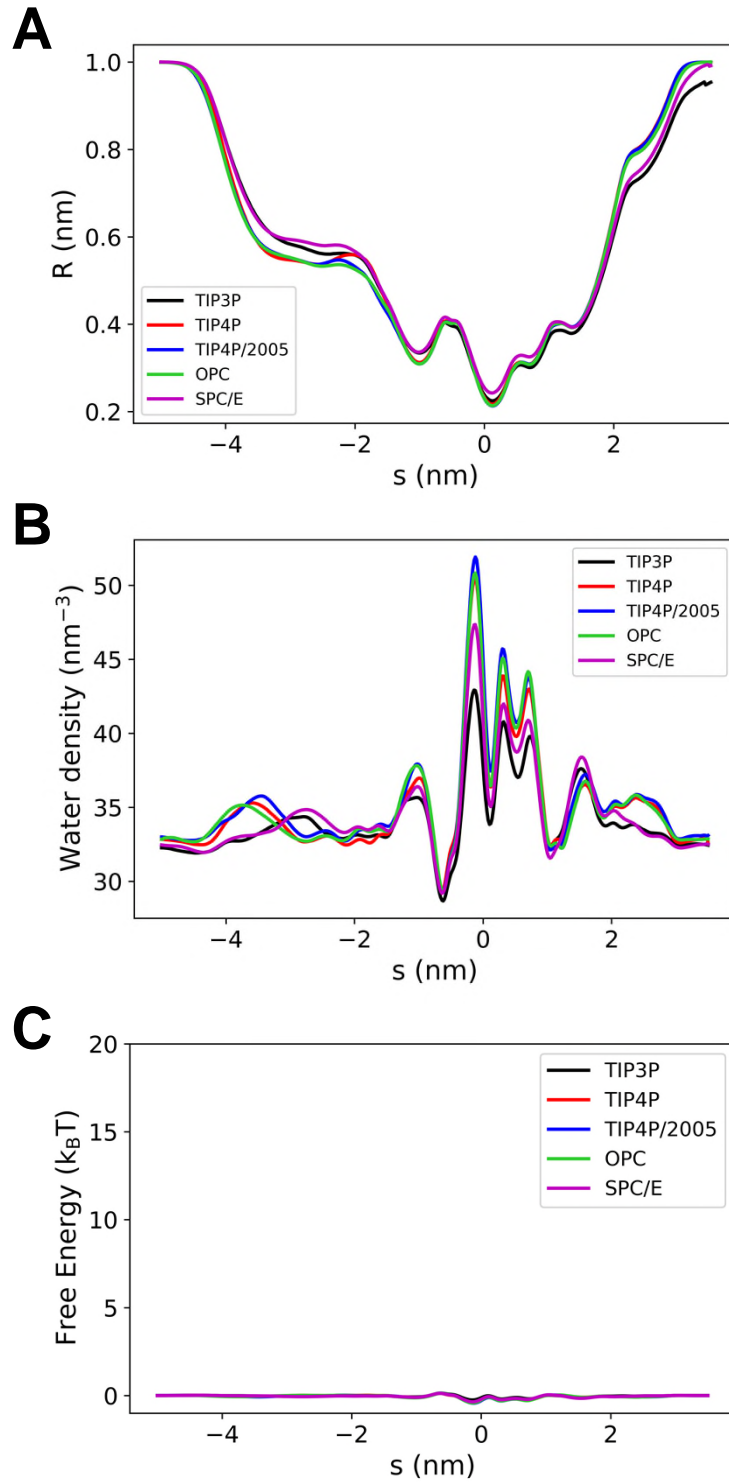 A
1.0
0.8
0.6
0.4
0.2
R (nm)
TIP3P
TIP4P
TIP4P/2005
OPC
SPC/E
−4 −2 0 2
s (nm)
B
50
45
40
35
30
Water density (nm⁻³)
TIP3P
TIP4P
TIP4P/2005
OPC
SPC/E
−4 −2 0 2
s (nm)
C
20
15
10
5
0
Free Energy (k_BT)
TIP3P
TIP4P
TIP4P/2005
OPC
SPC/E
−4 −2 0 2
s (nm)